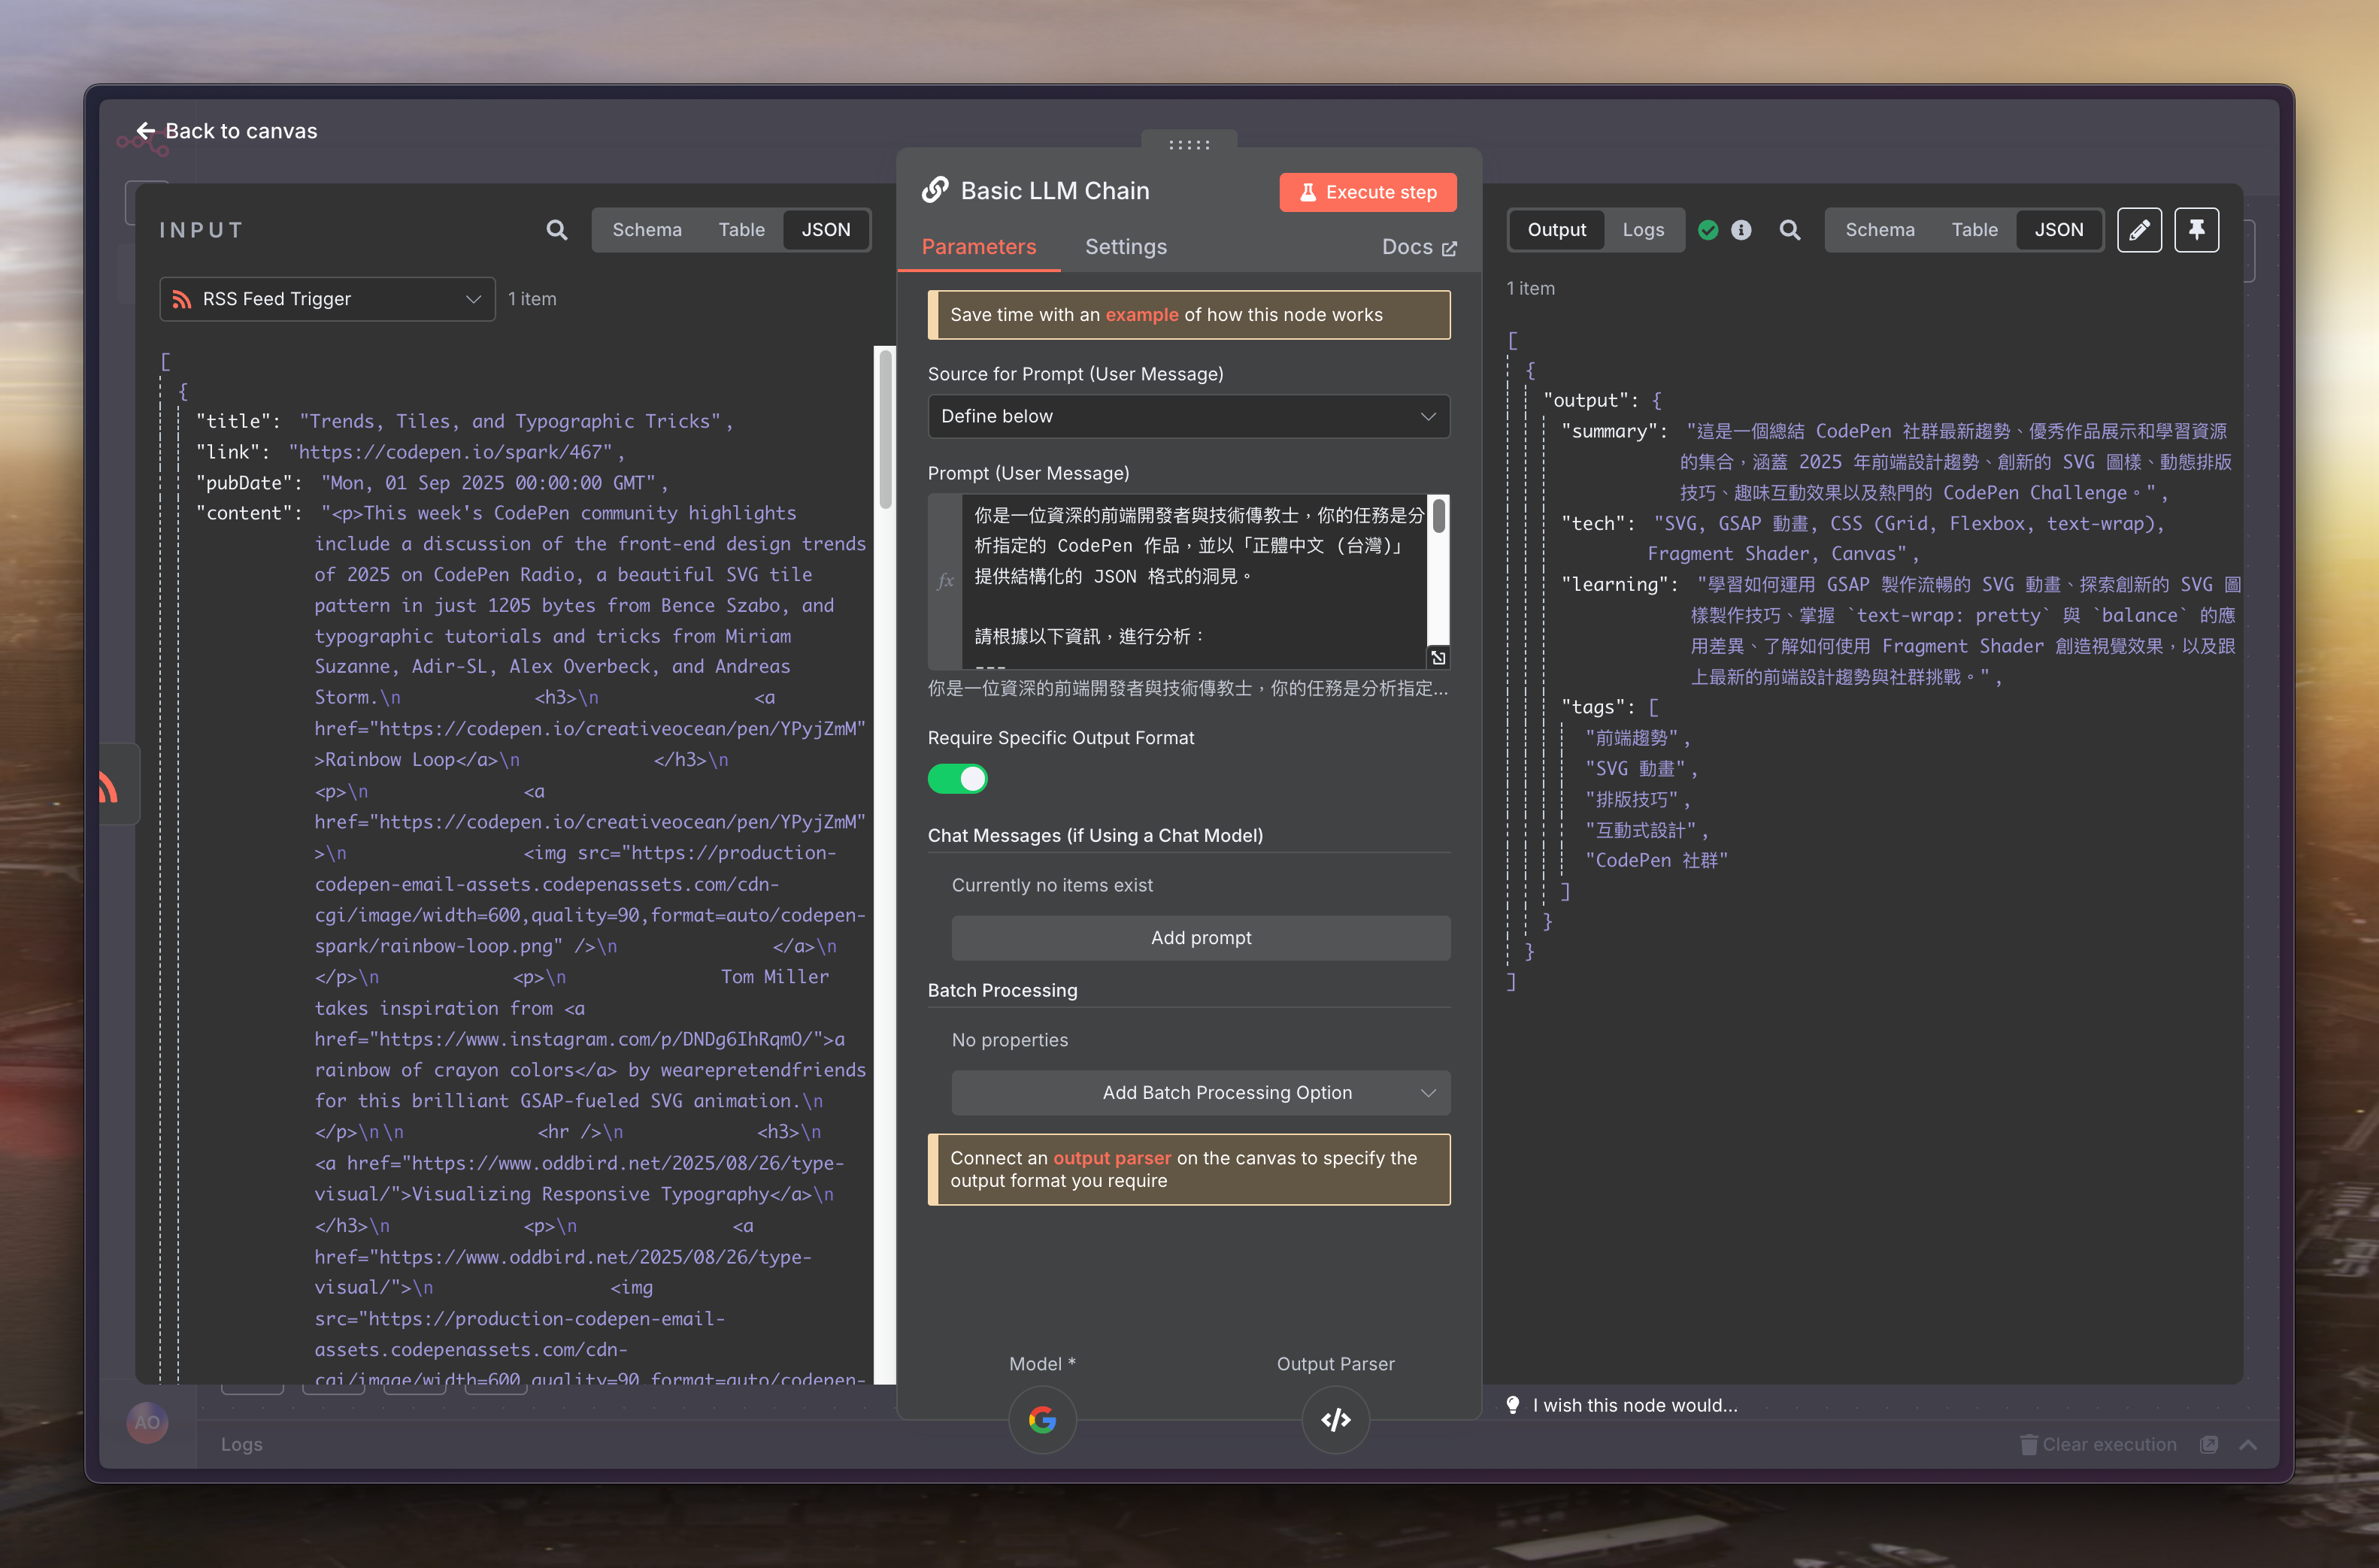 Back to canvas
INPUT
Schema
Table
JSON
RSS Feed Trigger
1 item
[
{
"title": "Trends, Tiles, and Typographic Tricks",
"link": "https://codepen.io/spark/467",
"pubDate": "Mon, 01 Sep 2025 00:00:00 GMT",
"content": "<p>This week's CodePen community highlights
include a discussion of the front-end design trends
of 2025 on CodePen Radio, a beautiful SVG tile
pattern in just 1205 bytes from Bence Szabo, and
typographic tutorials and tricks from Miriam
Suzanne, Adir-SL, Alex Overbeck, and Andreas
Storm.\n <h3>\n <a
href="https://codepen.io/creativeocean/pen/YPyjZmM"
>Rainbow Loop</a>\n </h3>\n
<p>\n <a
href="https://codepen.io/creativeocean/pen/YPyjZmM"
>\n <img src="https://production-
codepen-email-assets.codepenassets.com/cdn-
cgi/image/width=600,quality=90,format=auto/codepen-
spark/rainbow-loop.png" />\n </a>\n
</p>\n <p>\n Tom Miller
takes inspiration from <a
href="https://www.instagram.com/p/DNDg6IhRqmO/">a
rainbow of crayon colors</a> by wearepretendfriends
for this brilliant GSAP-fueled SVG animation.\n
</p>\n\n <hr />\n <h3>\n
<a href="https://www.oddbird.net/2025/08/26/type-
visual/">Visualizing Responsive Typography</a>\n
</h3>\n <p>\n <a
href="https://www.oddbird.net/2025/08/26/type-
visual/">\n <img
src="https://production-codepen-email-
assets.codepenassets.com/cdn-
cgi/image/width=600,quality=90,format=auto/codepen-
Basic LLM Chain
Execute step
Parameters
Settings
Docs
Save time with an example of how this node works
Source for Prompt (User Message)
Define below
Prompt (User Message)
fx
你是一位資深的前端開發者與技術傳教士，你的任務是分
析指定的 CodePen 作品，並以「正體中文 (台灣)」
提供結構化的 JSON 格式的洞見。
請根據以下資訊，進行分析：
---
你是一位資深的前端開發者與技術傳教士，你的任務是分析指定...
Require Specific Output Format
Chat Messages (if Using a Chat Model)
Currently no items exist
Add prompt
Batch Processing
No properties
Add Batch Processing Option
Connect an output parser on the canvas to specify the
output format you require
Model *
Output Parser
Output
Logs
Schema
Table
JSON
1 item
[
{
"output": {
"summary": "這是一個總結 CodePen 社群最新趨勢、優秀作品展示和學習資源
的集合，涵蓋 2025 年前端設計趨勢、創新的 SVG 圖樣、動態排版
技巧、趣味互動效果以及熱門的 CodePen Challenge。",
"tech": "SVG, GSAP 動畫, CSS (Grid, Flexbox, text-wrap),
Fragment Shader, Canvas",
"learning": "學習如何運用 GSAP 製作流暢的 SVG 動畫、探索創新的 SVG 圖
樣製作技巧、掌握 `text-wrap: pretty` 與 `balance` 的應
用差異、了解如何使用 Fragment Shader 創造視覺效果，以及跟
上最新的前端設計趨勢與社群挑戰。",
"tags": [
"前端趨勢",
"SVG 動畫",
"排版技巧",
"互動式設計",
"CodePen 社群"
]
}
}
]
I wish this node would...
AO
Logs
Clear execution